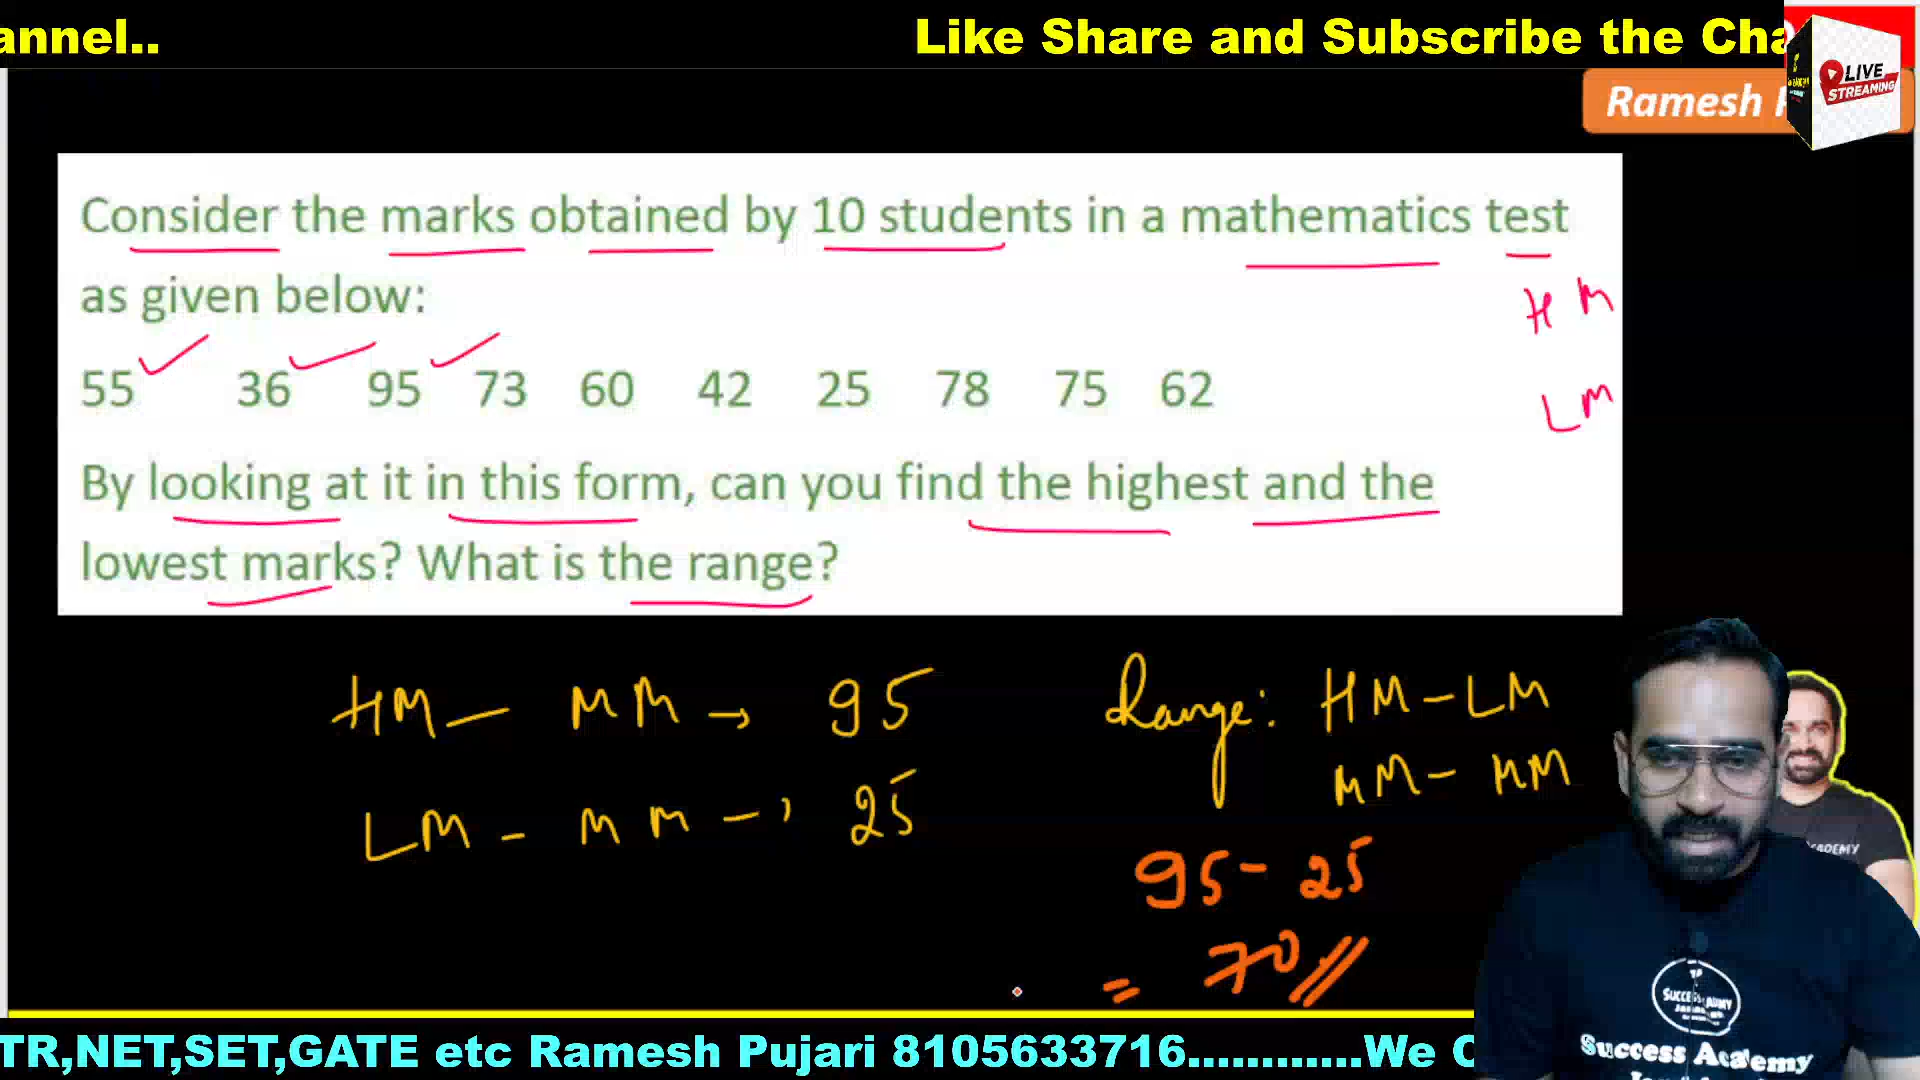 annel.. Like Share and Subscribe the Cha
LIVE
STREAMING
Ramesh
Consider the marks obtained by 10 students in a mathematics test
as given below:
H M
55 36 95 73 60 42 25 78 75 62
LM
By looking at it in this form, can you find the highest and the
lowest marks? What is the range?
HM - MM → 95
Range: HM - LM
MM - MM
LM - MM → 25
ACADEMY
95 - 25
= 70 //
Success Academy
TR,NET,SET,GATE etc Ramesh Pujari 8105633716............We C